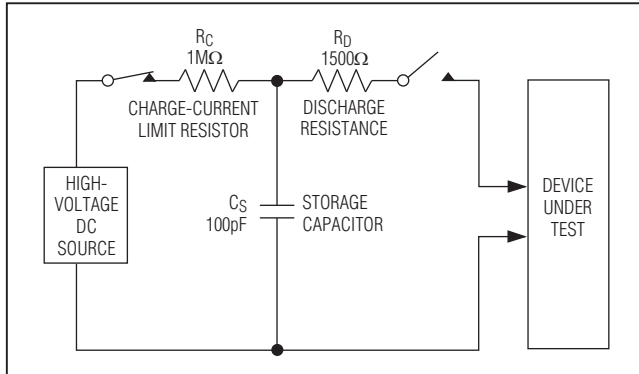 RC
1MΩ
CHARGE-CURRENT
LIMIT RESISTOR
RD
1500Ω
DISCHARGE
RESISTANCE
HIGH-
VOLTAGE
DC
SOURCE
CS
100pF
STORAGE
CAPACITOR
DEVICE
UNDER
TEST